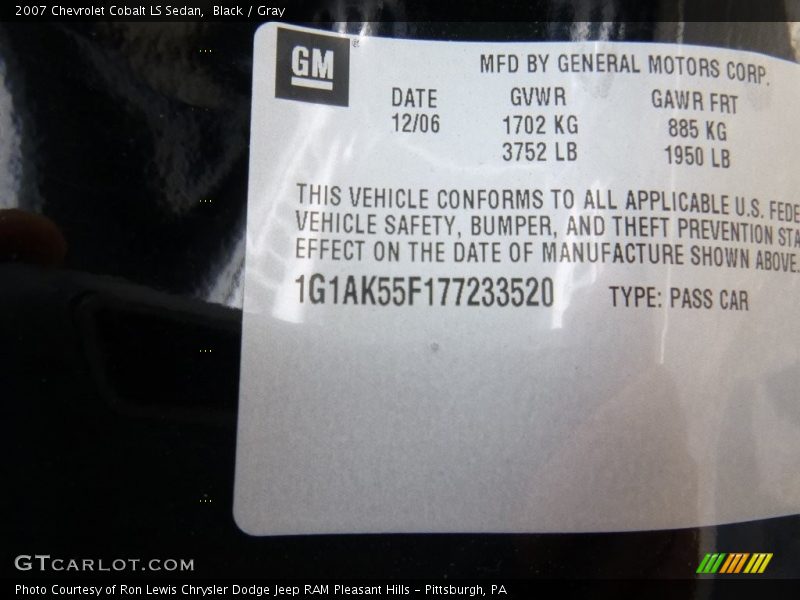 2007 Chevrolet Cobalt LS Sedan,  Black / Gray
GM
MFD BY GENERAL MOTORS CORP.
DATE GVWR GAWR FRT
12/06 1702 KG 885 KG
3752 LB 1950 LB
THIS VEHICLE CONFORMS TO ALL APPLICABLE U.S. FEDE
VEHICLE SAFETY, BUMPER, AND THEFT PREVENTION STA
EFFECT ON THE DATE OF MANUFACTURE SHOWN ABOVE.
1G1AK55F177233520 TYPE: PASS CAR
GTCARLOT.COM
Photo Courtesy of Ron Lewis Chrysler Dodge Jeep RAM Pleasant Hills - Pittsburgh, PA